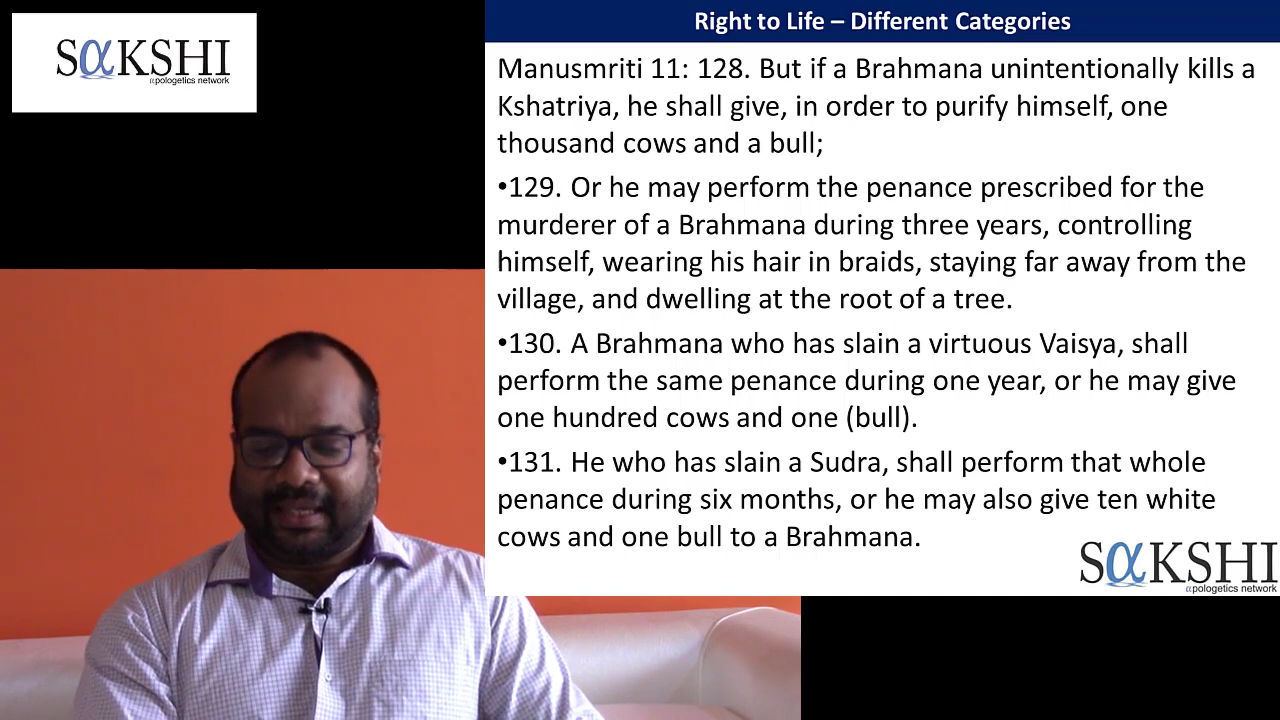 SαKSHI
αpologetics network
Right to Life – Different Categories
Manusmriti 11: 128. But if a Brahmana unintentionally kills a
Kshatriya, he shall give, in order to purify himself, one
thousand cows and a bull;
•129. Or he may perform the penance prescribed for the
murderer of a Brahmana during three years, controlling
himself, wearing his hair in braids, staying far away from the
village, and dwelling at the root of a tree.
•130. A Brahmana who has slain a virtuous Vaisya, shall
perform the same penance during one year, or he may give
one hundred cows and one (bull).
•131. He who has slain a Sudra, shall perform that whole
penance during six months, or he may also give ten white
cows and one bull to a Brahmana.
SαKSHI
αpologetics network